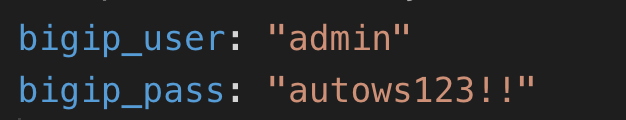 bigip_user: "admin"
bigip_pass: "autows123!!"